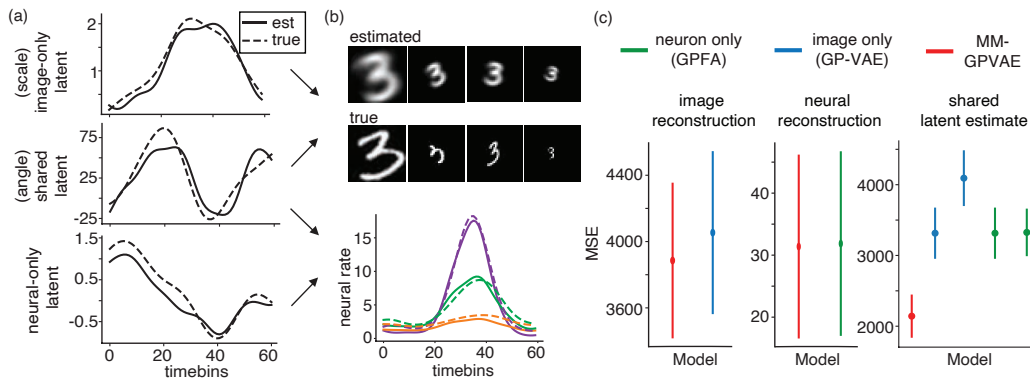 (a)
2
1
(scale)
image-only
latent
est
true
75
25
-25
(angle)
shared
latent
1.5
0.5
-0.5
neural-only
latent
0 20 40 60
timebins
(b)
estimated
true
15
10
5
0
neural rate
0 20 40 60
timebins
(c)
neuron only
(GPFA)
image only
(GP-VAE)
MM-
GPVAE
image
reconstruction
neural
reconstruction
shared
latent estimate
MSE
4400
4000
3600
Model
40
30
20
Model
4000
3000
2000
Model